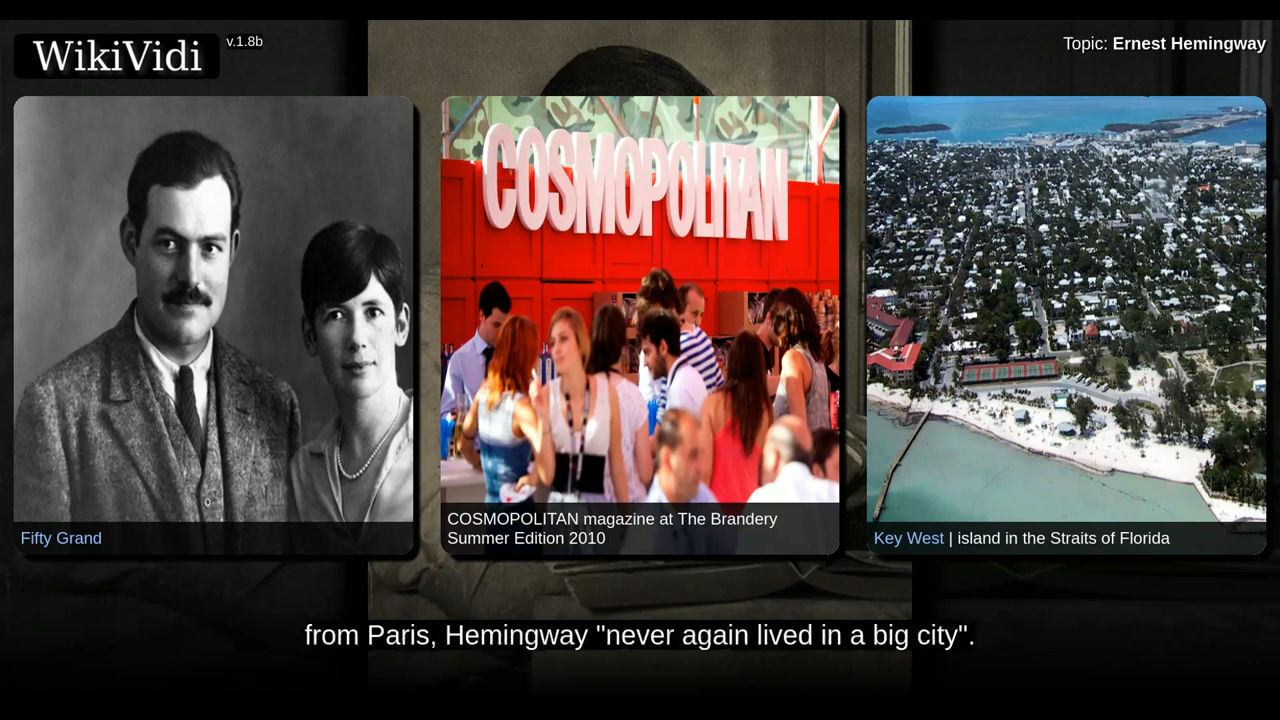 WikiVidi v.1.8b
Topic: Ernest Hemingway
COSMOPOLITAN
Fifty Grand
COSMOPOLITAN magazine at The Brandery
Summer Edition 2010
Key West | island in the Straits of Florida
from Paris, Hemingway "never again lived in a big city".